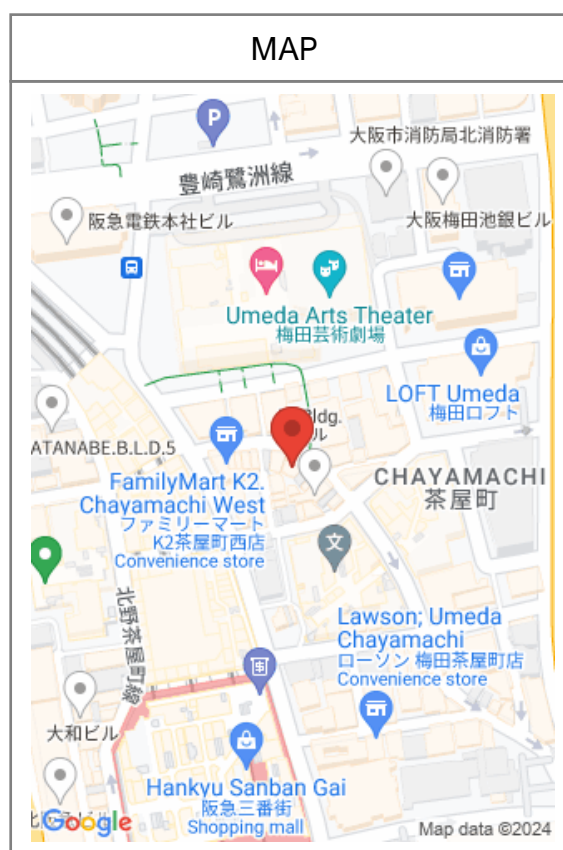 MAP
P
大阪市消防局北消防署
豊崎鷺洲線
阪急電鉄本社ビル
大阪梅田池銀ビル
Umeda Arts Theater
梅田芸術劇場
LOFT Umeda
梅田ロフト
Bldg.
ル
ATANABE.B.L.D.5
FamilyMart K2.
Chayamachi West
ファミリーマート
K2茶屋町西店
Convenience store
CHAYAMACHI
茶屋町
文
北野茶屋町線
Lawson; Umeda
Chayamachi
ローソン 梅田茶屋町店
Convenience store
大和ビル
Hankyu Sanban Gai
阪急三番街
Shopping mall
Google
Map data ©2024